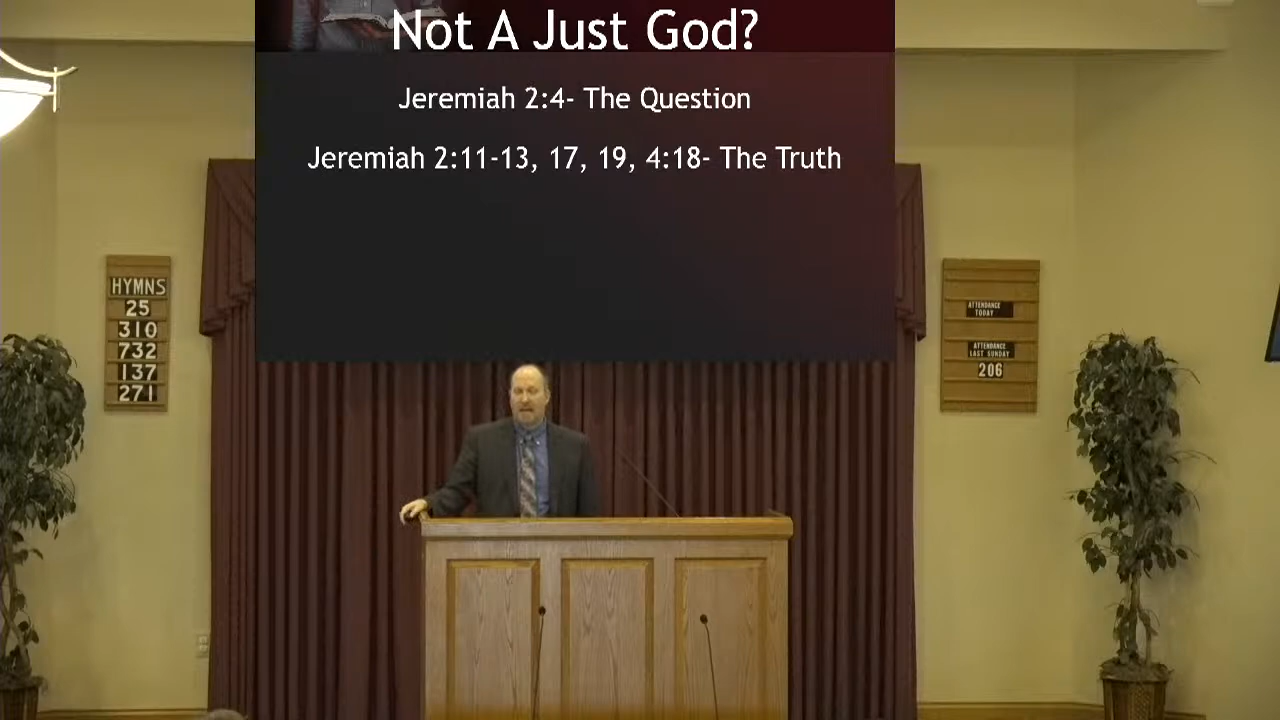 Not A Just God?
Jeremiah 2:4- The Question
Jeremiah 2:11-13, 17, 19, 4:18- The Truth
HYMNS
25
310
732
137
271
ATTENDANCE
TODAY
ATTENDANCE
LAST SUNDAY
206